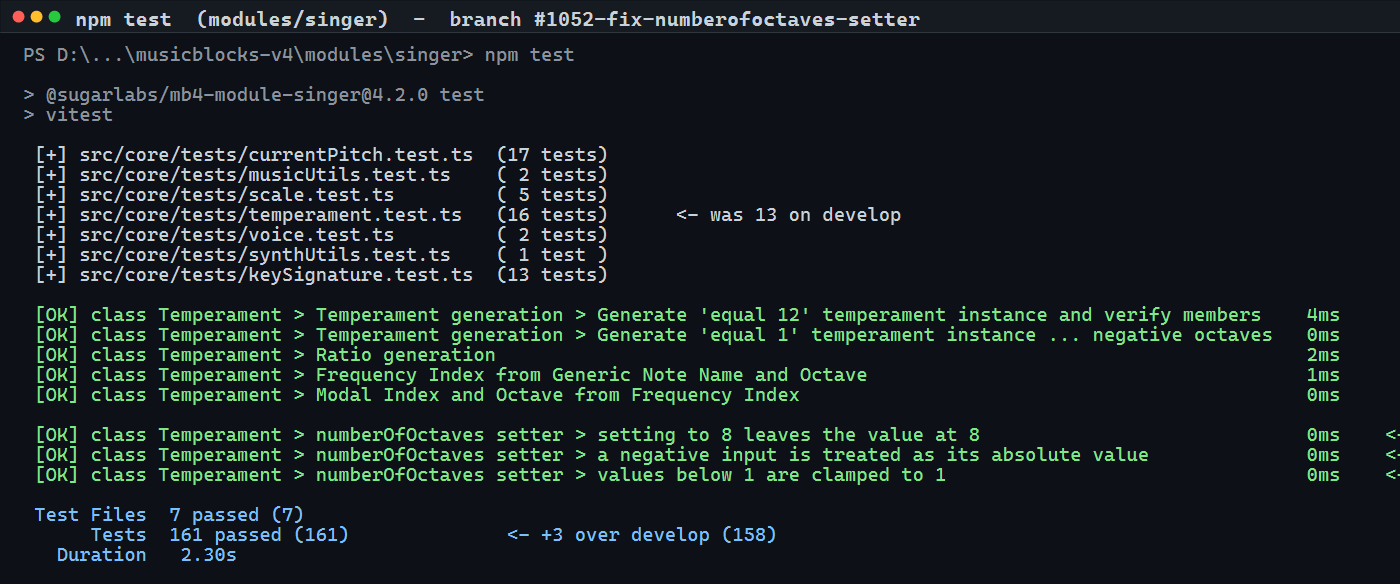 npm test  (modules/singer)  —  branch #1052-fix-numberofoctaves-setter
PS D:\...\musicblocks-v4\modules\singer> npm test
> @sugarlabs/mb4-module-singer@4.2.0 test
> vitest
[+] src/core/tests/currentPitch.test.ts  (17 tests)
[+] src/core/tests/musicUtils.test.ts    ( 2 tests)
[+] src/core/tests/scale.test.ts         ( 5 tests)
[+] src/core/tests/temperament.test.ts   (16 tests)      <- was 13 on develop
[+] src/core/tests/voice.test.ts         ( 2 tests)
[+] src/core/tests/synthUtils.test.ts    ( 1 test )
[+] src/core/tests/keySignature.test.ts  (13 tests)
[OK] class Temperament > Temperament generation > Generate 'equal 12' temperament instance and verify members    4ms
[OK] class Temperament > Temperament generation > Generate 'equal 1' temperament instance ... negative octaves   0ms
[OK] class Temperament > Ratio generation                                                                        2ms
[OK] class Temperament > Frequency Index from Generic Note Name and Octave                                       1ms
[OK] class Temperament > Modal Index and Octave from Frequency Index                                             0ms
[OK] class Temperament > numberOfOctaves setter > setting to 8 leaves the value at 8                             0ms    <-
[OK] class Temperament > numberOfOctaves setter > a negative input is treated as its absolute value              0ms    <-
[OK] class Temperament > numberOfOctaves setter > values below 1 are clamped to 1                                0ms    <-
Test Files  7 passed (7)
Tests  161 passed (161)              <- +3 over develop (158)
Duration   2.30s